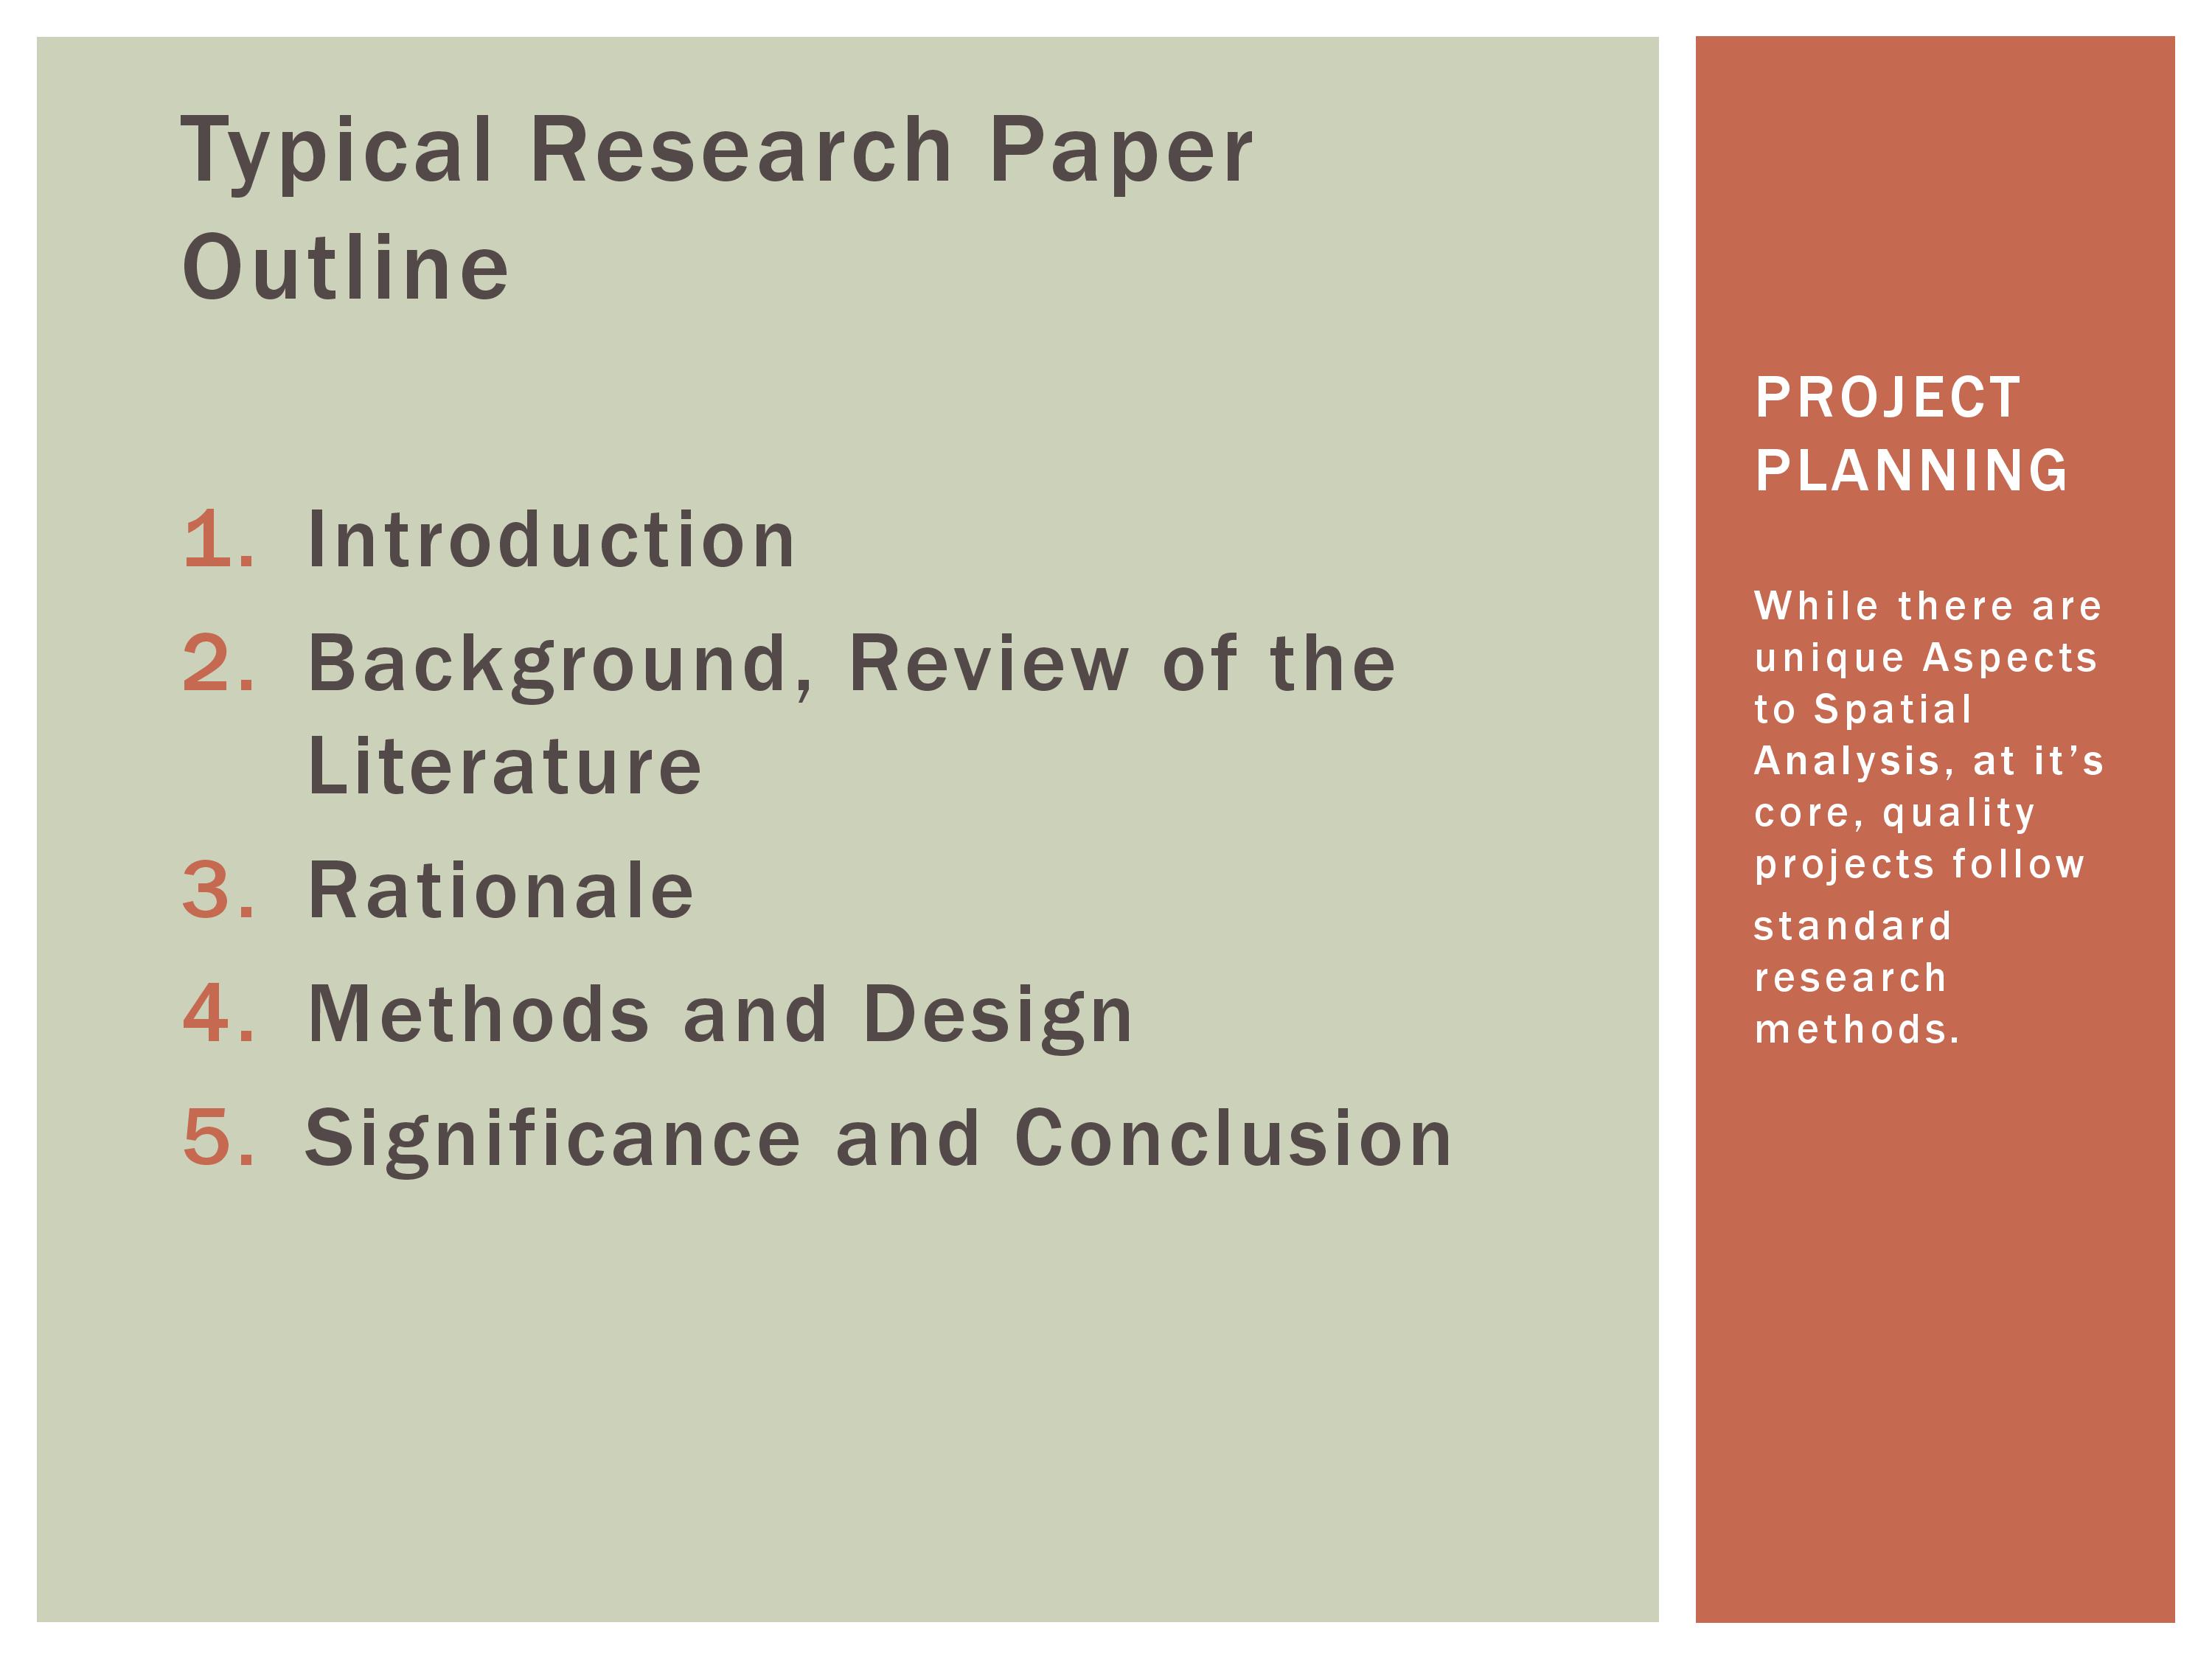 Typical Research Paper
Outline
1. Introduction
2. Background, Review of the
Literature
3. Rationale
4. Methods and Design
5. Significance and Conclusion
PROJECT
PLANNING
While there are
unique Aspects
to Spatial
Analysis, at it’s
core, quality
projects follow
standard
research
methods.